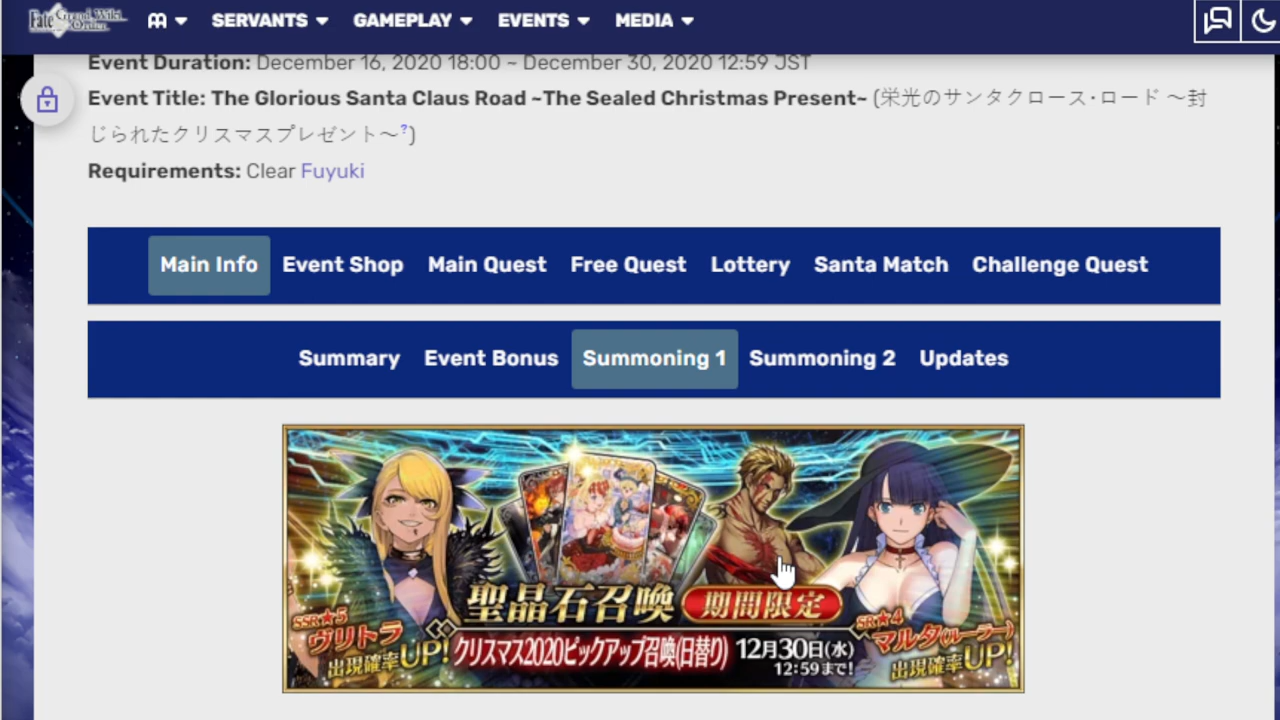 Fate Grand Order Wiki
SERVANTS GAMEPLAY EVENTS MEDIA
Event Duration: December 16, 2020 18:00 ~ December 30, 2020 12:59 JST
Event Title: The Glorious Santa Claus Road ~The Sealed Christmas Present~ (栄光のサンタクロース・ロード 〜封
じられたクリスマスプレゼント〜?)
Requirements: Clear Fuyuki
Main Info Event Shop Main Quest Free Quest Lottery Santa Match Challenge Quest
Summary Event Bonus Summoning 1 Summoning 2 Updates
聖晶石召喚 期間限定
SSR★5
ヴリトラ
出現確率UP!
クリスマス2020ピックアップ召喚(日替り)
12月30日(水)
12:59まで!
SR★4
マルタ(ルーラー)
出現確率UP!